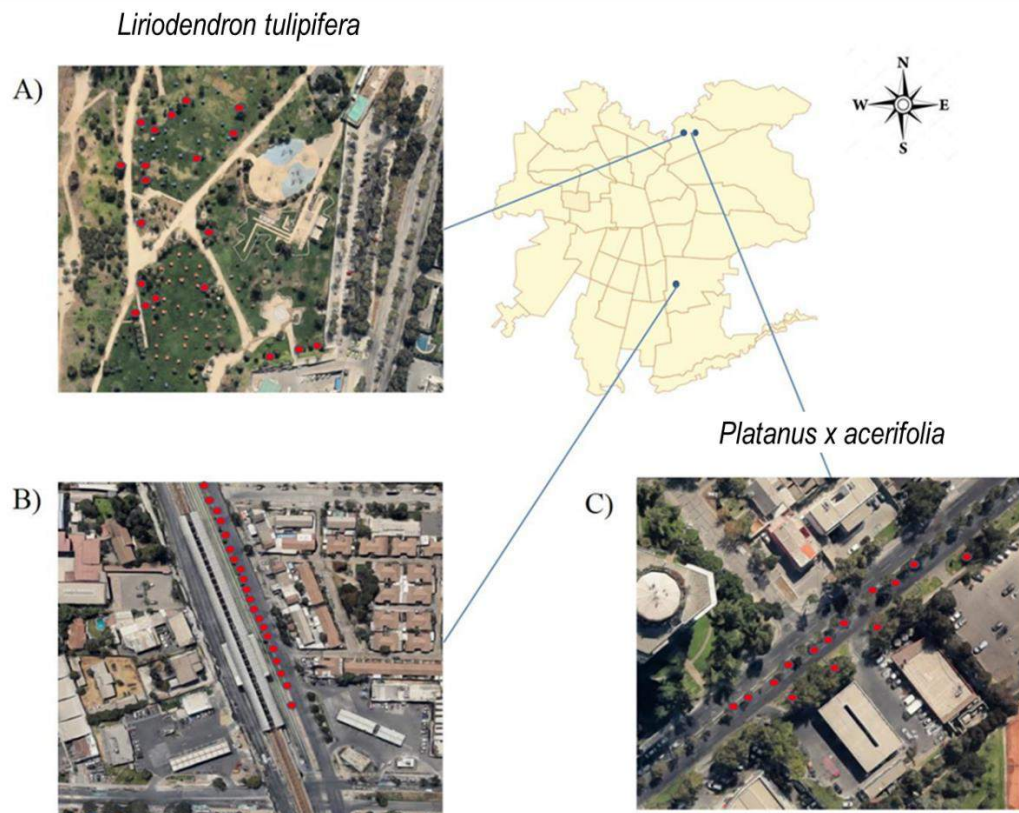 Liriodendron tulipifera
A)
N
W E
S
Platanus x acerifolia
B)
C)